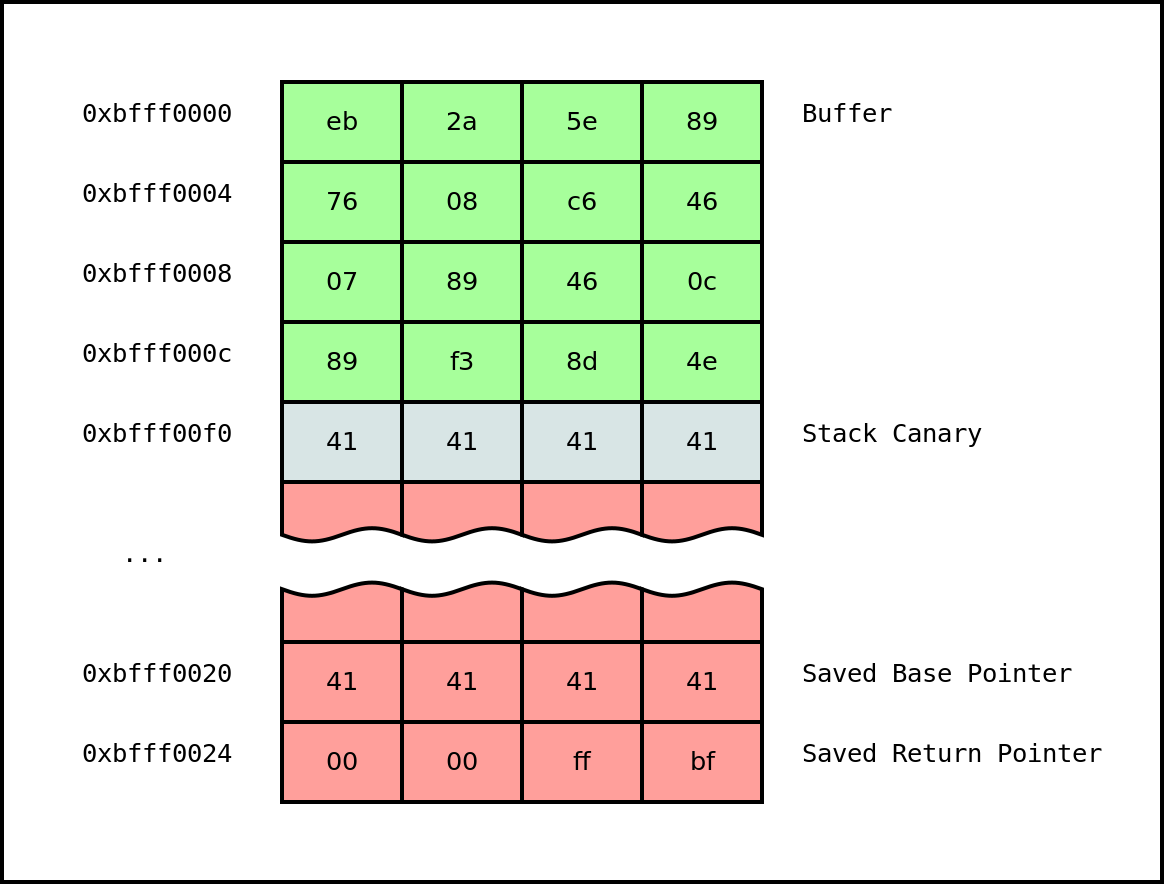 0xbfff0000 eb 2a 5e 89 Buffer
0xbfff0004 76 08 c6 46
0xbfff0008 07 89 46 0c
0xbfff000c 89 f3 8d 4e
0xbfff00f0 41 41 41 41 Stack Canary
...
0xbfff0020 41 41 41 41 Saved Base Pointer
0xbfff0024 00 00 ff bf Saved Return Pointer